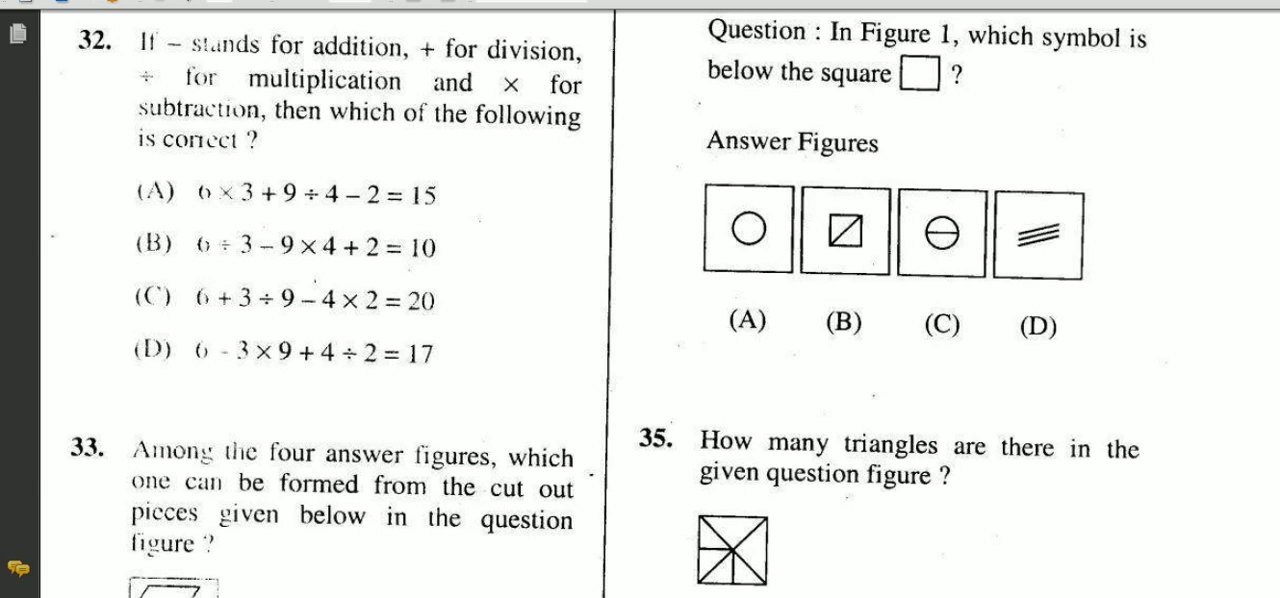 32. If – stands for addition, + for division,
÷ for multiplication and × for
subtraction, then which of the following
is correct ?
(A) 6 × 3 + 9 ÷ 4 – 2 = 15
(B) 6 ÷ 3 – 9 × 4 + 2 = 10
(C) 6 + 3 ÷ 9 – 4 × 2 = 20
(D) 6 - 3 × 9 + 4 ÷ 2 = 17
33. Among the four answer figures, which
one can be formed from the cut out
pieces given below in the question
figure ?
Question : In Figure 1, which symbol is
below the square □ ?
Answer Figures
(A) (B) (C) (D)
35. How many triangles are there in the
given question figure ?